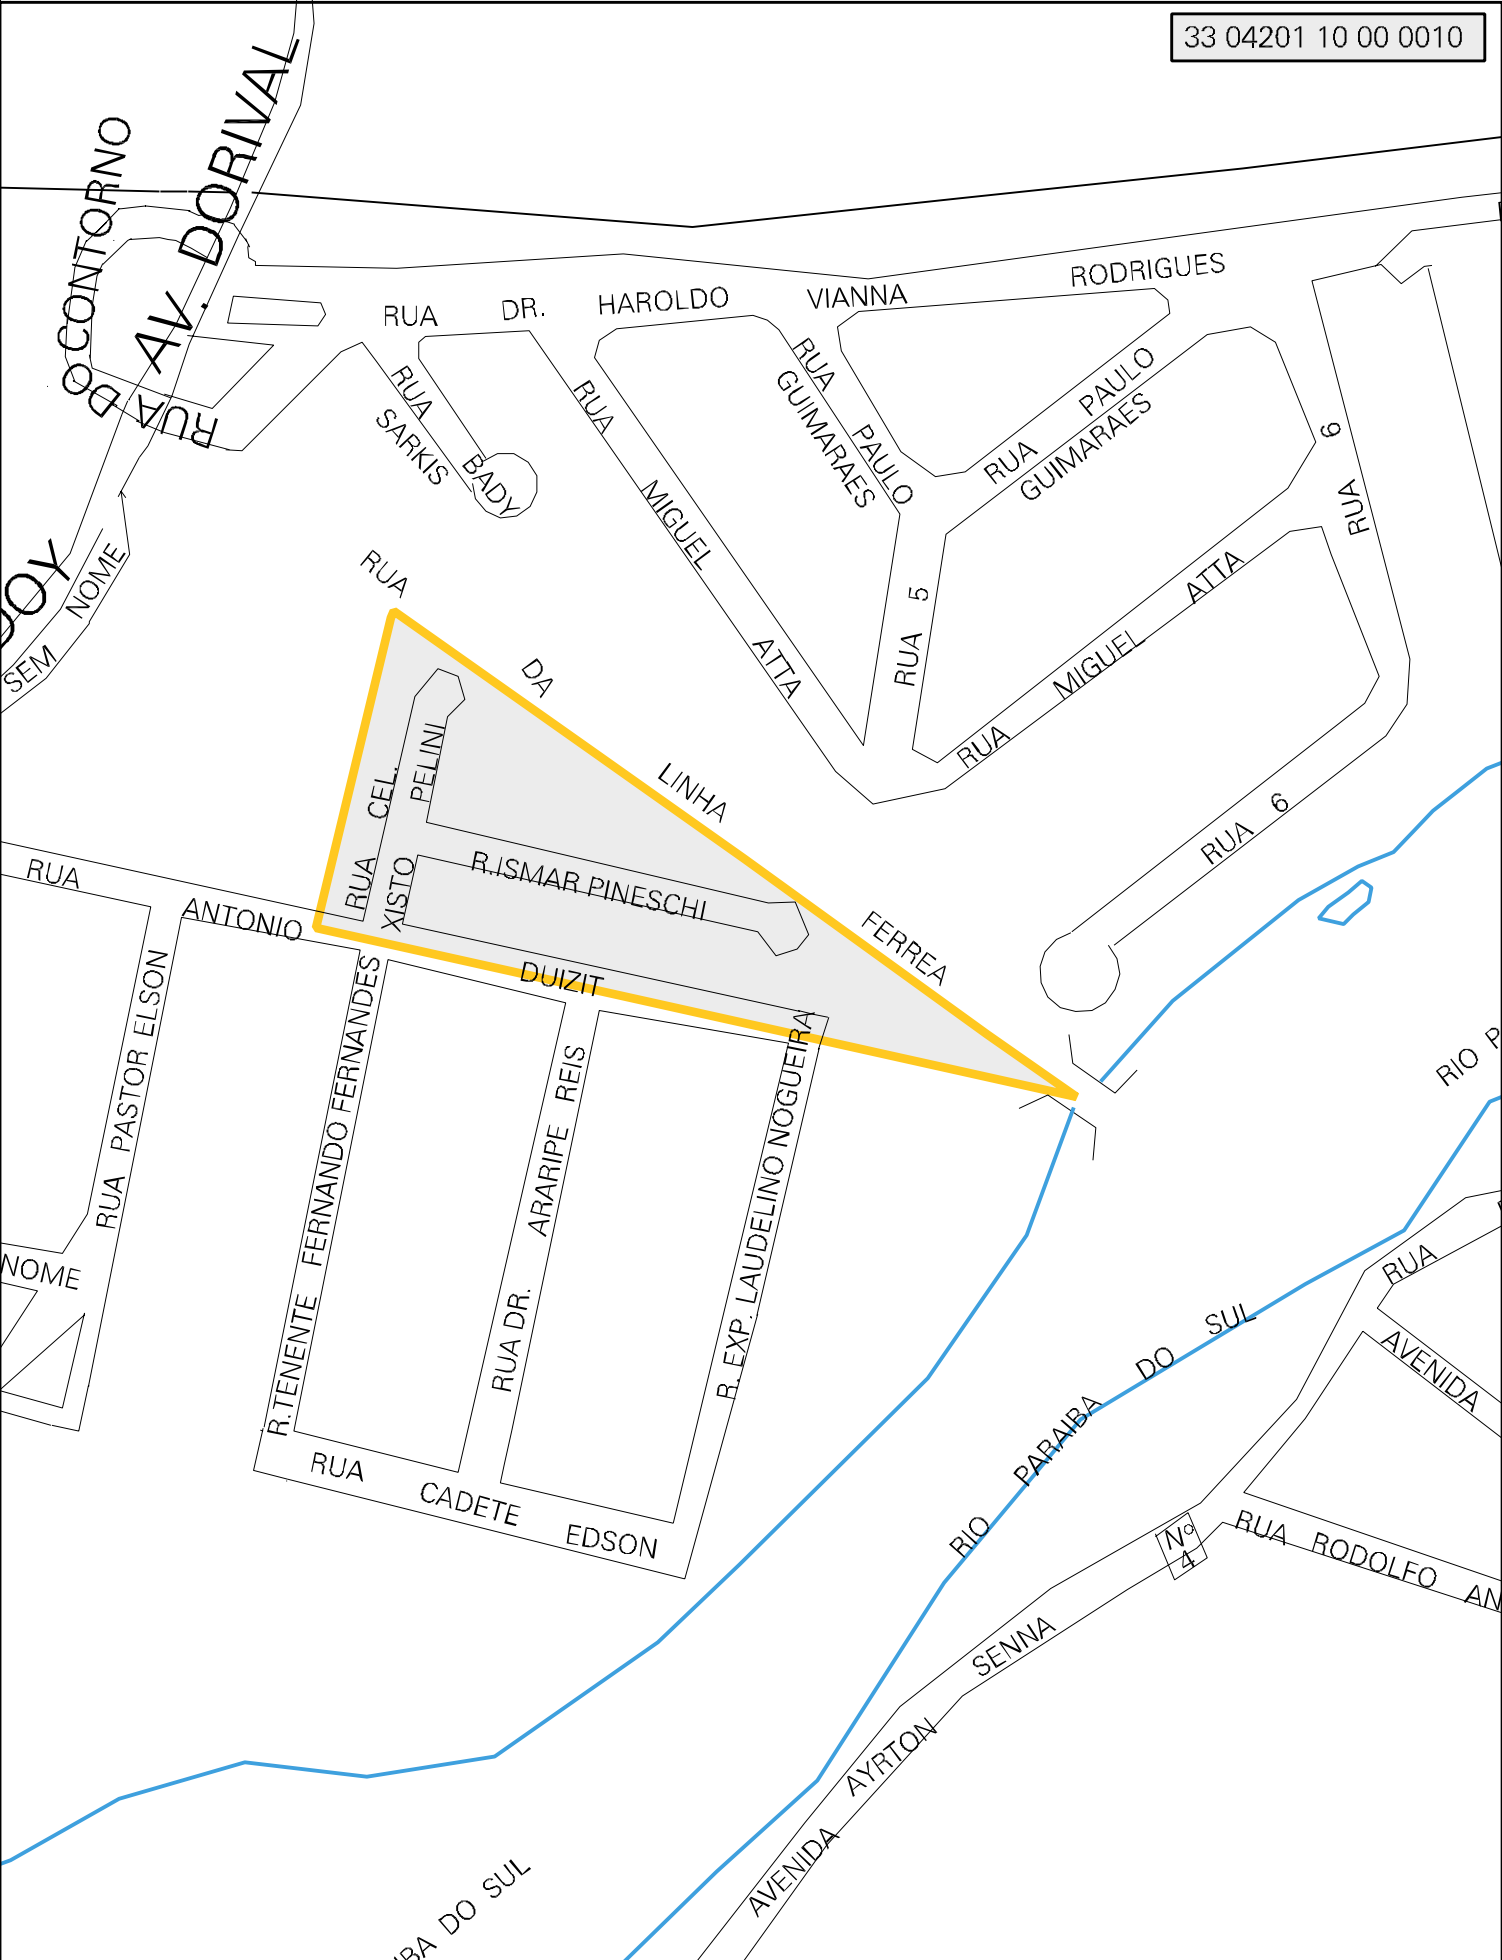 33 04201 10 00 0010
AV. DORIVAL
RUA DO CONTORNO
RUA DR. HAROLDO VIANNA RODRIGUES
RUA SARKIS BADY
RUA MIGUEL ATTA
RUA PAULO GUIMARAES
RUA PAULO GUIMARAES
RUA 6
RUA 5
RUA MIGUEL ATTA
RUA 6
SEM NOME
RUA DA LINHA FERREA
RUA CEL. XISTO PELINI
R.ISMAR PINESCHI
RUA ANTONIO DUIZIT
RUA PASTOR ELSON
R.TENENTE FERNANDO FERNANDES
RUA DR. ARARIPE REIS
R. EXP. LAUDELINO NOGUEIRA
NOME
RUA CADETE EDSON
RIO PARAIBA DO SUL
RIO P
RUA
AVENIDA
Nº 4
RUA RODOLFO AN
AVENIDA AYRTON SENNA
DO SUL